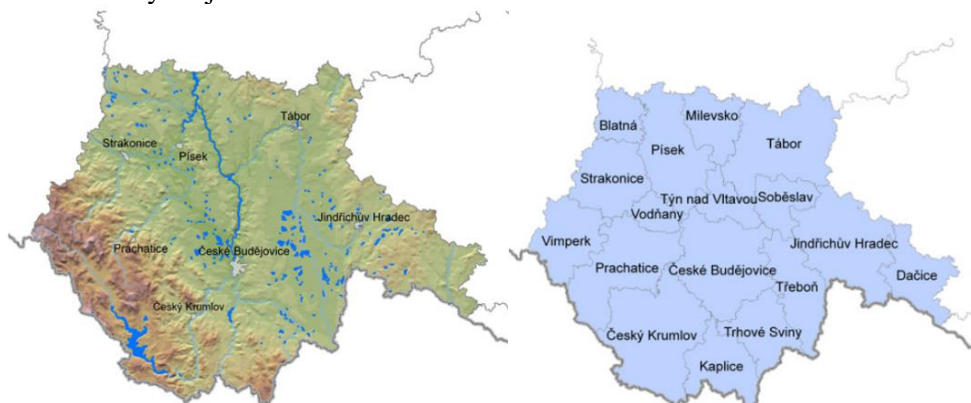 Tábor
Strakonice
Písek
Jindřichův Hradec
Prachatice
České Budějovice
Český Krumlov
Milevsko
Blatná
Písek
Tábor
Strakonice
Týn nad Vltavou
Soběslav
Vodňany
Vimperk
Jindřichův Hradec
Prachatice
České Budějovice
Dačice
Třeboň
Český Krumlov
Trhové Sviny
Kaplice